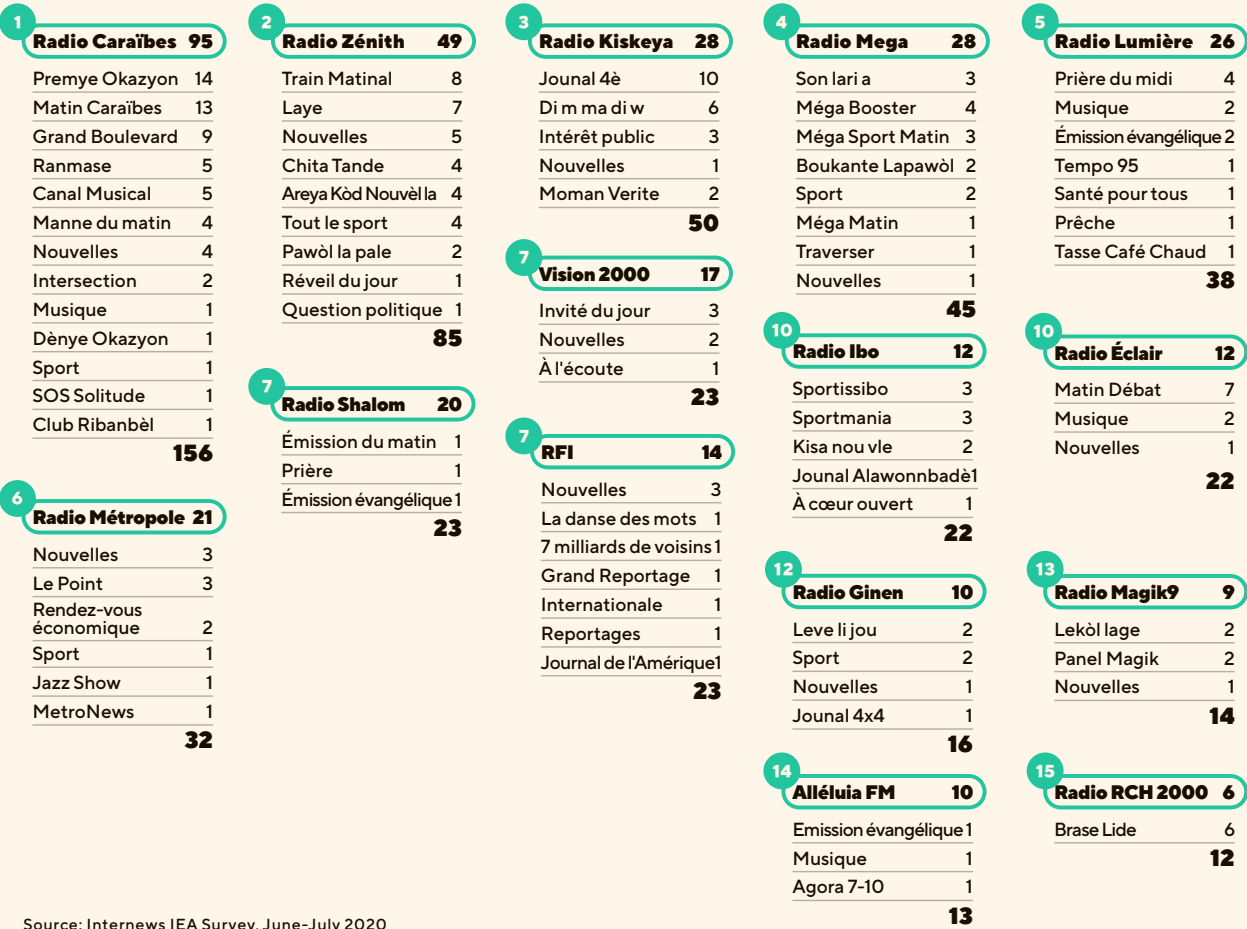 1
Radio Caraïbes 95
Premye Okazyon 14
Matin Caraïbes 13
Grand Boulevard 9
Ranmase 5
Canal Musical 5
Manne du matin 4
Nouvelles 4
Intersection 2
Musique 1
Dènye Okazyon 1
Sport 1
SOS Solitude 1
Club Ribanbèl 1
156
6
Radio Métropole 21
Nouvelles 3
Le Point 3
Rendez-vous
économique 2
Sport 1
Jazz Show 1
MetroNews 1
32
2
Radio Zénith 49
Train Matinal 8
Laye 7
Nouvelles 5
Chita Tande 4
Areya Kòd Nouvèl la 4
Tout le sport 4
Pawòl la pale 2
Réveil du jour 1
Question politique 1
85
7
Radio Shalom 20
Émission du matin 1
Prière 1
Émission évangélique 1
23
3
Radio Kiskeya 28
Jounal 4è 10
Di m ma di w 6
Intérêt public 3
Nouvelles 1
Moman Verite 2
50
7
Vision 2000 17
Invité du jour 3
Nouvelles 2
À l'écoute 1
23
7
RFI 14
Nouvelles 3
La danse des mots 1
7 milliards de voisins 1
Grand Reportage 1
Internationale 1
Reportages 1
Journal de l'Amérique 1
23
4
Radio Mega 28
Son lari a 3
Méga Booster 4
Méga Sport Matin 3
Boukante Lapawòl 2
Sport 2
Méga Matin 1
Traverser 1
Nouvelles 1
45
10
Radio Ibo 12
Sportissibo 3
Sportmania 3
Kisa nou vle 2
Jounal Alawonnbadè 1
À cœur ouvert 1
22
12
Radio Ginen 10
Leve li jou 2
Sport 2
Nouvelles 1
Jounal 4x4 1
16
14
Alléluia FM 10
Emission évangélique 1
Musique 1
Agora 7-10 1
13
5
Radio Lumière 26
Prière du midi 4
Musique 2
Émission évangélique 2
Tempo 95 1
Santé pour tous 1
Prêche 1
Tasse Café Chaud 1
38
10
Radio Éclair 12
Matin Débat 7
Musique 2
Nouvelles 1
22
13
Radio Magik9 9
Lekòl lage 2
Panel Magik 2
Nouvelles 1
14
15
Radio RCH 2000 6
Brase Lide 6
12
Source: Internews IEA Survey, June-July 2020